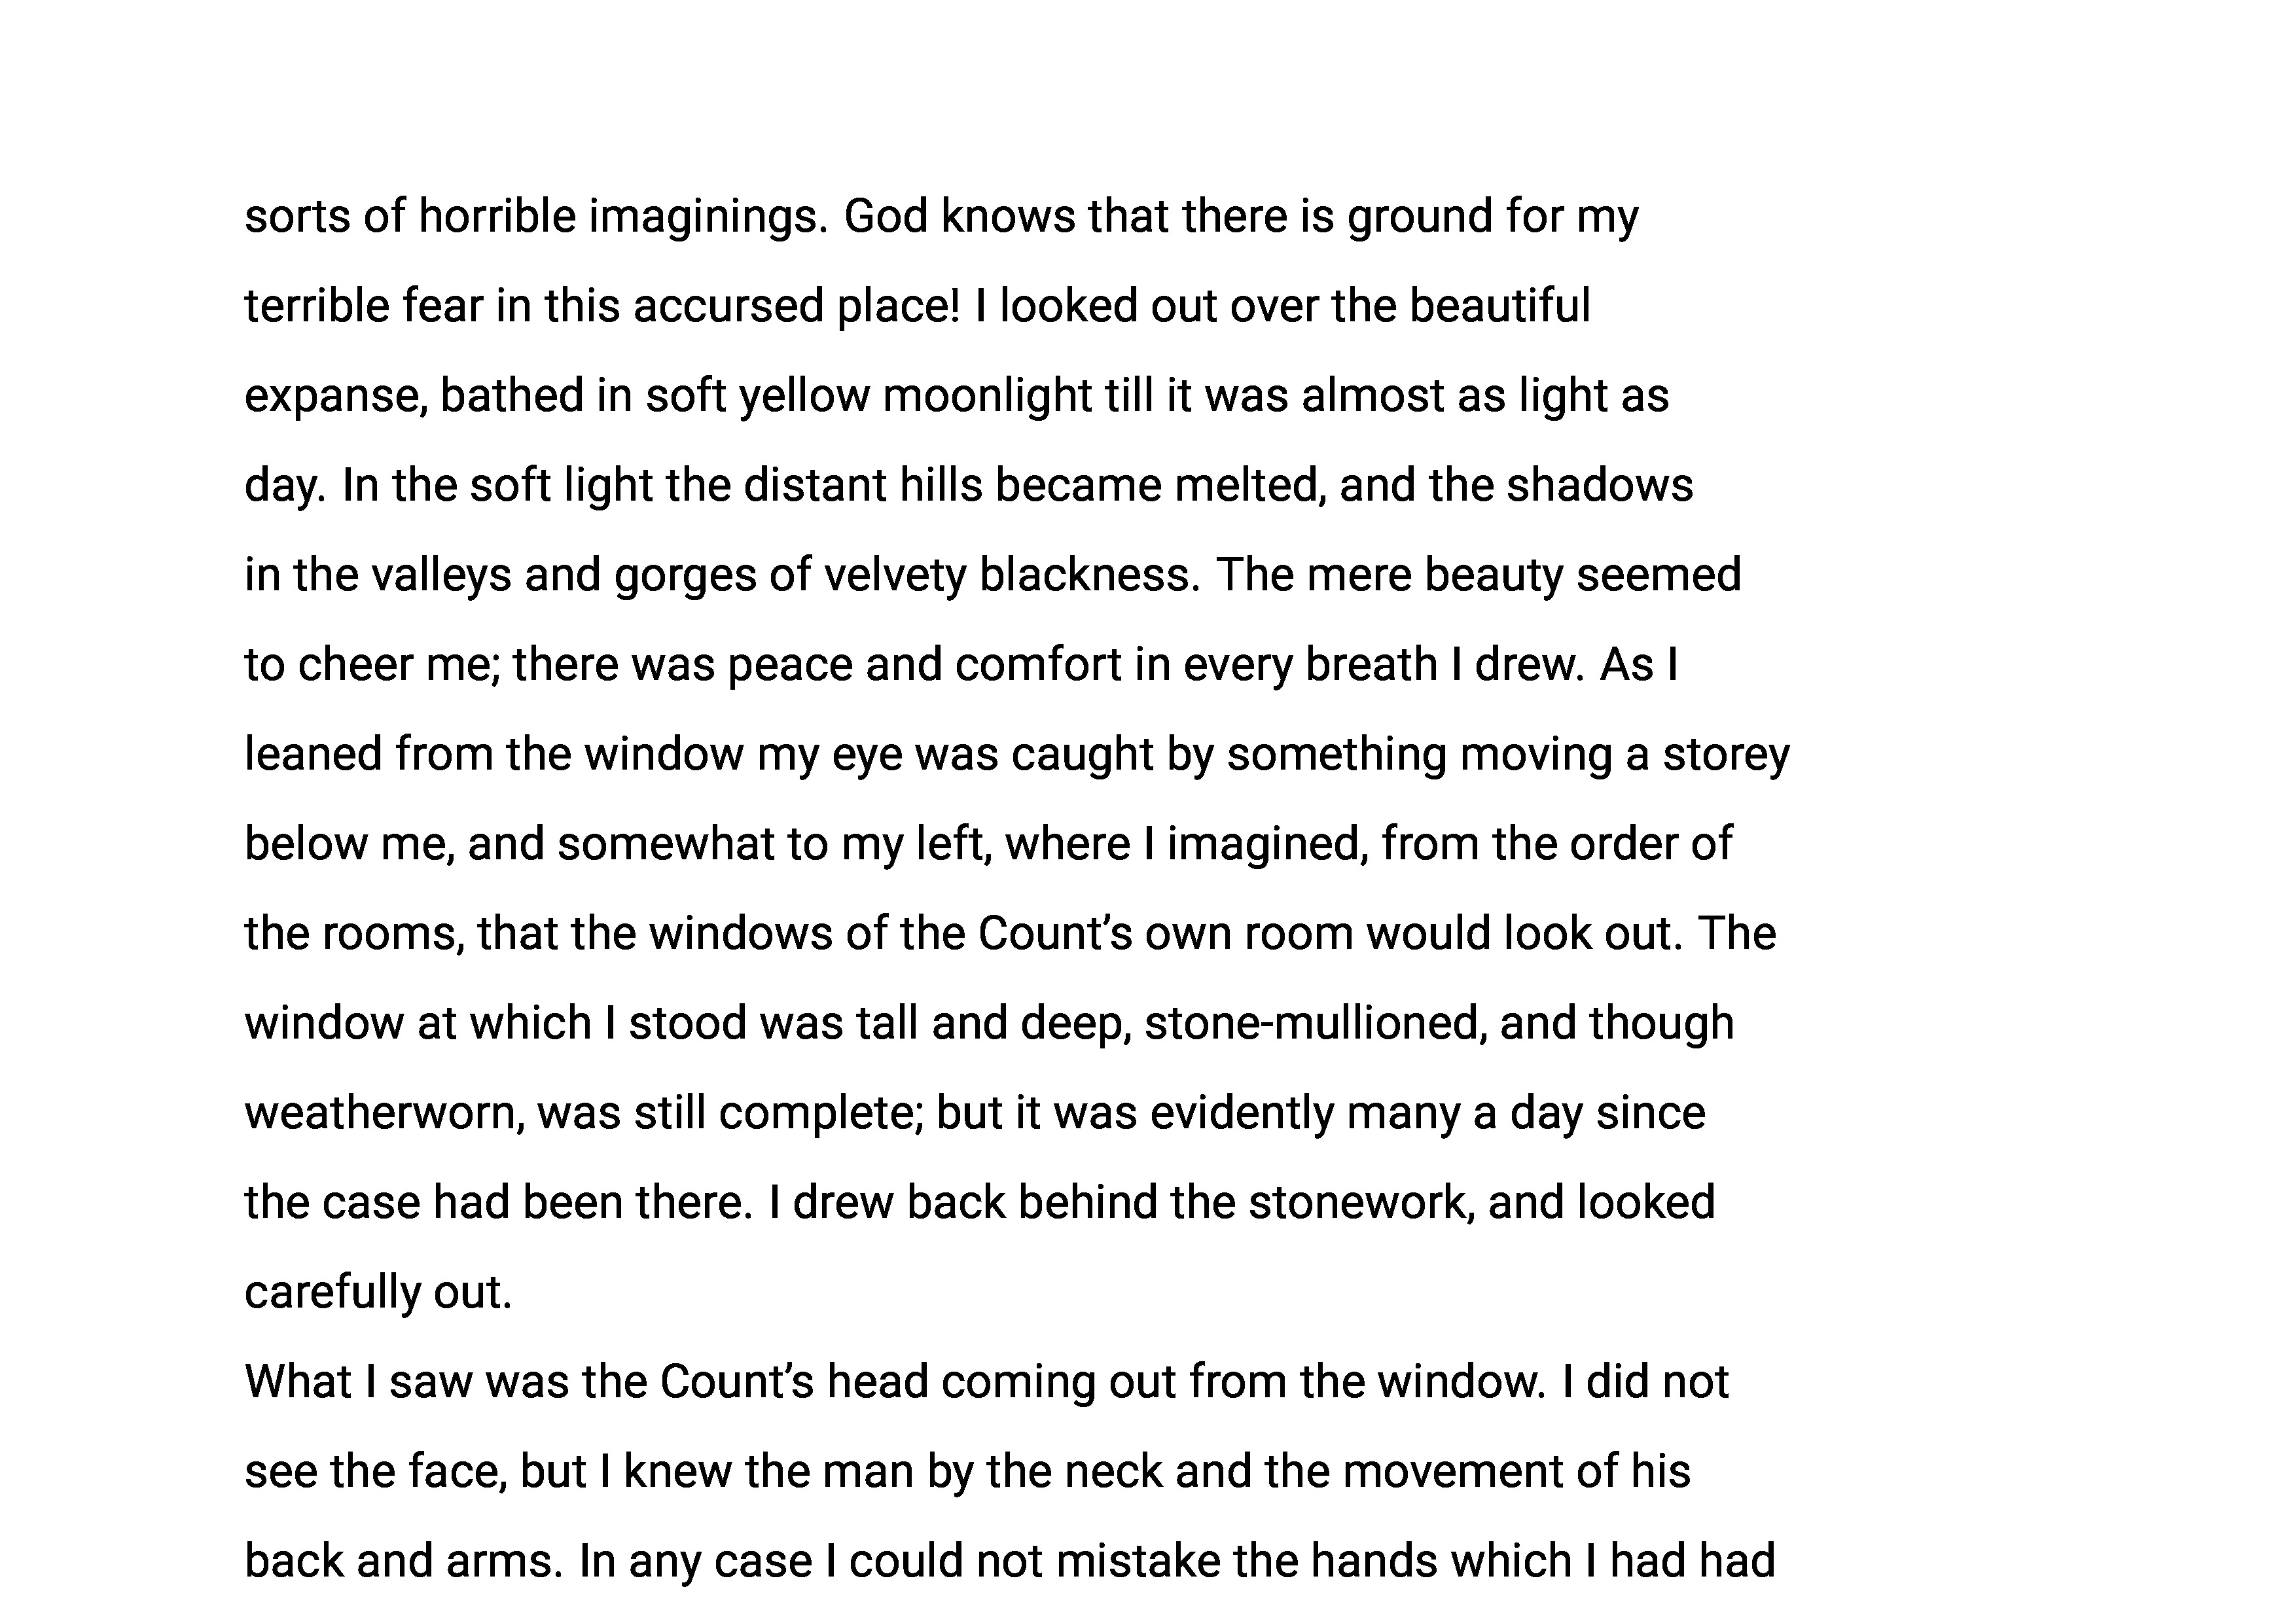 sorts of horrible imaginings. God knows that there is ground for my
terrible fear in this accursed place! I looked out over the beautiful
expanse, bathed in soft yellow moonlight till it was almost as light as
day. In the soft light the distant hills became melted, and the shadows
in the valleys and gorges of velvety blackness. The mere beauty seemed
to cheer me; there was peace and comfort in every breath I drew. As I
leaned from the window my eye was caught by something moving a storey
below me, and somewhat to my left, where I imagined, from the order of
the rooms, that the windows of the Count’s own room would look out. The
window at which I stood was tall and deep, stone-mullioned, and though
weatherworn, was still complete; but it was evidently many a day since
the case had been there. I drew back behind the stonework, and looked
carefully out.
What I saw was the Count’s head coming out from the window. I did not
see the face, but I knew the man by the neck and the movement of his
back and arms. In any case I could not mistake the hands which I had had